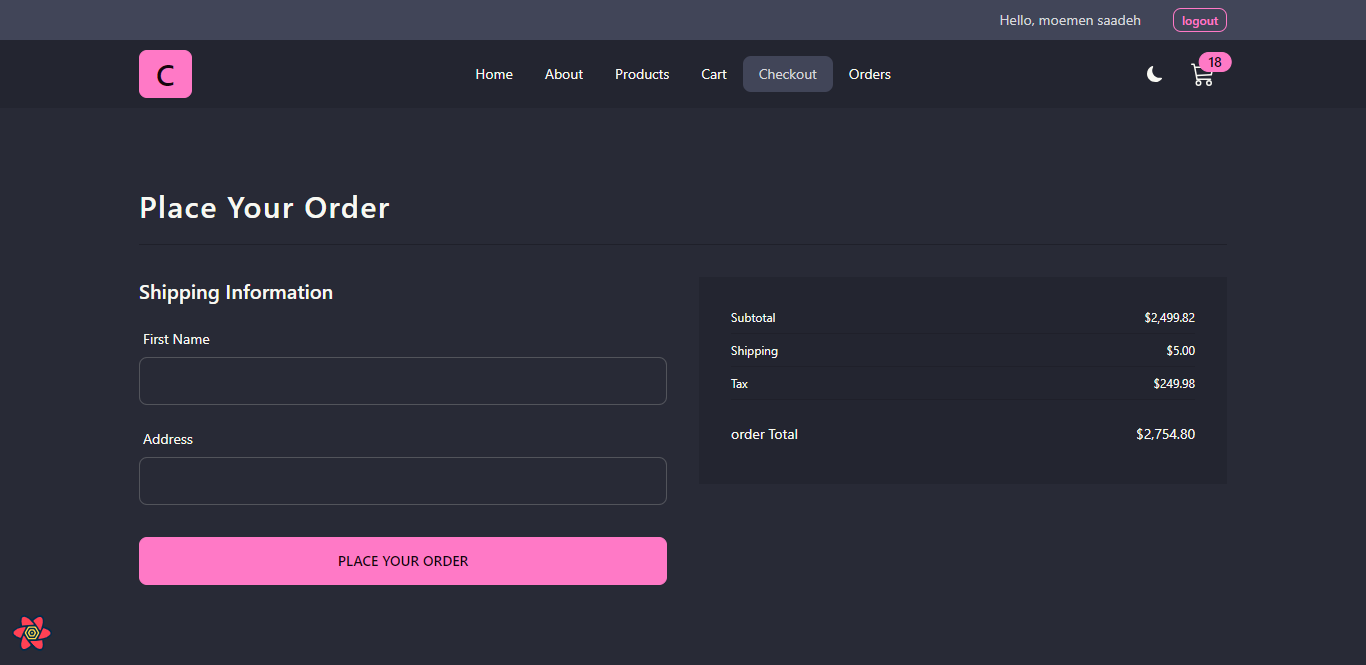 Hello, moemen saadeh logout
C Home About Products Cart Checkout Orders 18
Place Your Order
Shipping Information
First Name
Address
PLACE YOUR ORDER
Subtotal $2,499.82
Shipping $5.00
Tax $249.98
order Total $2,754.80